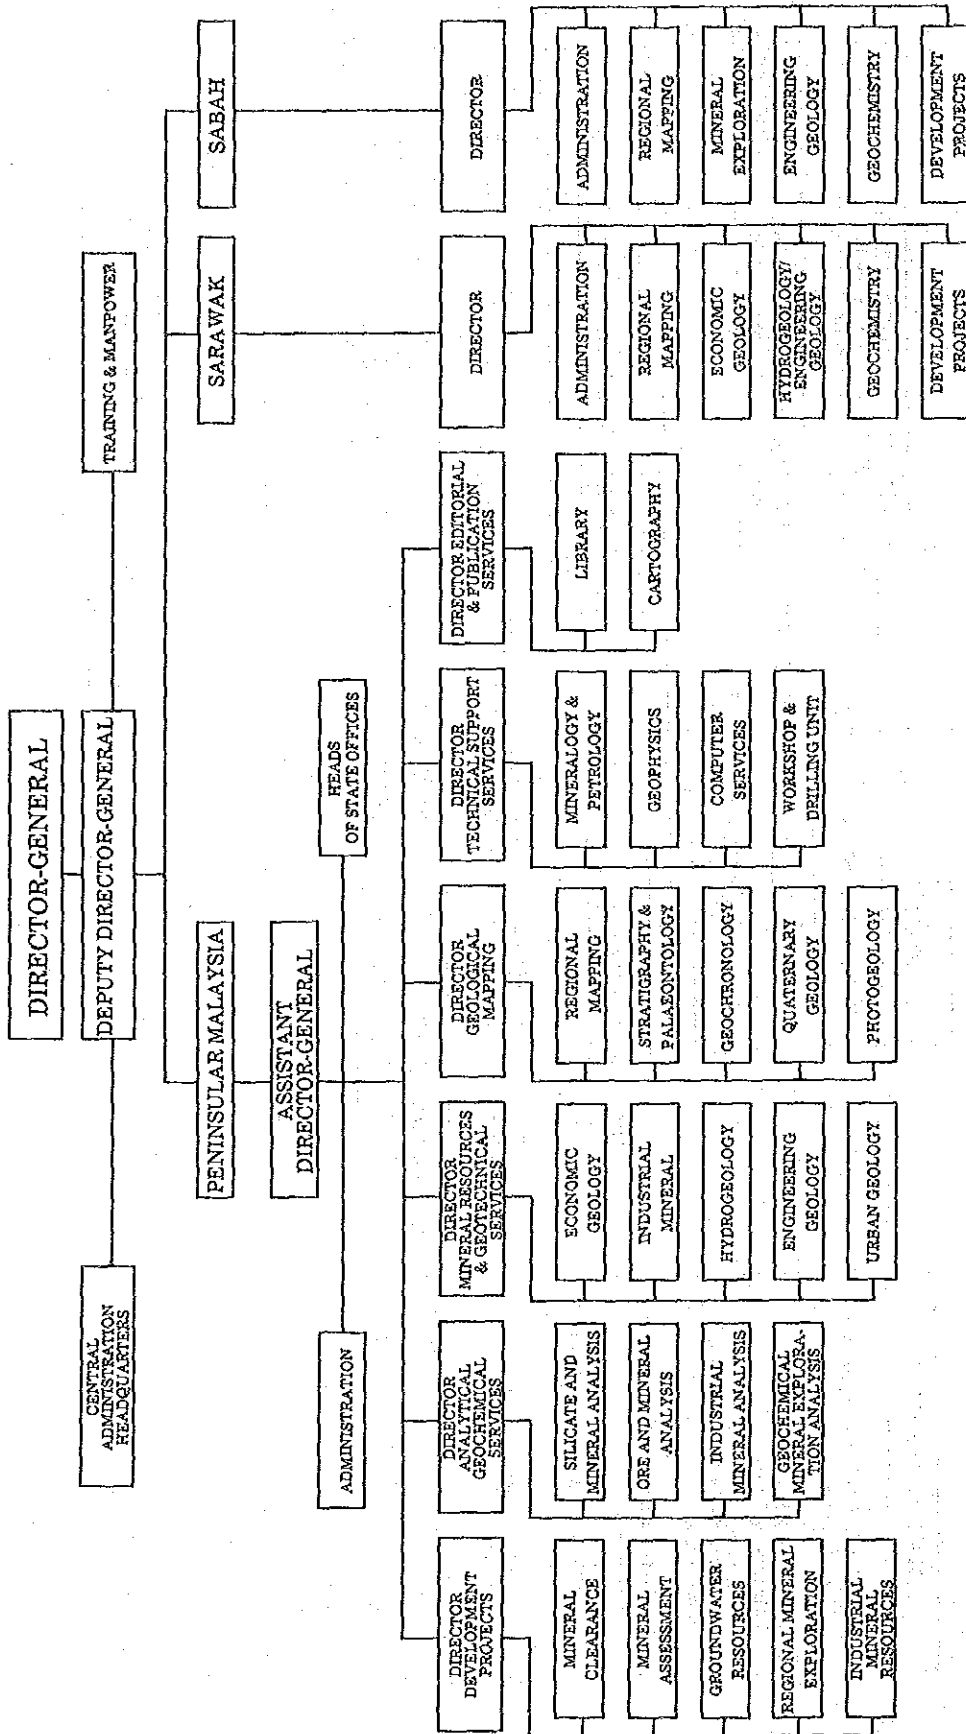 DIRECTOR-GENERAL
CENTRAL
ADMINISTRATION
HEADQUARTERS
DEPUTY DIRECTOR-GENERAL
TRAINING & MANPOWER
PENINSULAR MALAYSIA
SARAWAK
SABAH
ASSISTANT
DIRECTOR-GENERAL
ADMINISTRATION
HEADS
OF STATE OFFICES
DIRECTOR
DEVELOPMENT
PROJECTS
MINERAL
CLEARANCE
MINERAL
ASSESSMENT
GROUNDWATER
RESOURCES
REGIONAL MINERAL
EXPLORATION
INDUSTRIAL
MINERAL
RESOURCES
DIRECTOR
ANALYTICAL
GEOCHEMICAL
SERVICES
SILICATE AND
MINERAL ANALYSIS
ORE AND MINERAL
ANALYSIS
INDUSTRIAL
MINERAL ANALYSIS
GEOCHEMICAL
MINERAL EXPLORA-
TION ANALYSIS
DIRECTOR
MINERAL RESOURCES
& GEOTECHNICAL
SERVICES
ECONOMIC
GEOLOGY
INDUSTRIAL
MINERAL
HYDROGEOLOGY
ENGINEERING
GEOLOGY
URBAN GEOLOGY
DIRECTOR
GEOLOGICAL
MAPPING
REGIONAL
MAPPING
STRATIGRAPHY &
PALAEONTOLOGY
GEOCHRONOLOGY
QUATERNARY
GEOLOGY
PHOTOGEOLOGY
DIRECTOR
TECHNICAL SUPPORT
SERVICES
MINERALOGY &
PETROLOGY
GEOPHYSICS
COMPUTER
SERVICES
WORKSHOP &
DRILLING UNIT
DIRECTOR EDITORIAL
& PUBLICATION
SERVICES
LIBRARY
CARTOGRAPHY
DIRECTOR
ADMINISTRATION
REGIONAL
MAPPING
ECONOMIC
GEOLOGY
HYDROGEOLOGY/
ENGINEERING
GEOLOGY
GEOCHEMISTRY
DEVELOPMENT
PROJECTS
DIRECTOR
ADMINISTRATION
REGIONAL
MAPPING
MINERAL
EXPLORATION
ENGINEERING
GEOLOGY
GEOCHEMISTRY
DEVELOPMENT
PROJECTS